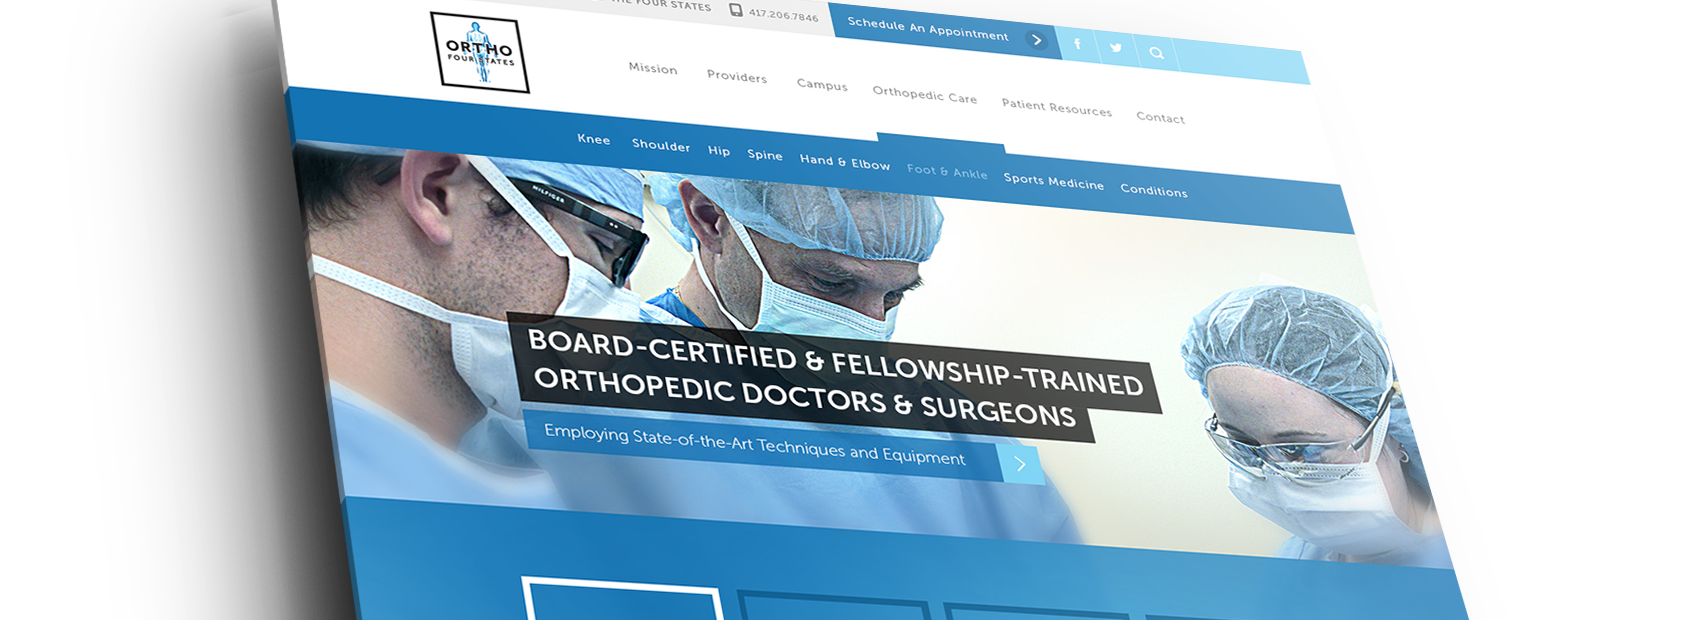 THE FOUR STATES
417.206.7846
Schedule An Appointment
f
ORTHO
FOUR STATES
Mission
Providers
Campus
Orthopedic Care
Patient Resources
Contact
Knee
Shoulder
Hip
Spine
Hand & Elbow
Foot & Ankle
Sports Medicine
Conditions
HILFIGER
BOARD-CERTIFIED & FELLOWSHIP-TRAINED
ORTHOPEDIC DOCTORS & SURGEONS
Employing State-of-the-Art Techniques and Equipment